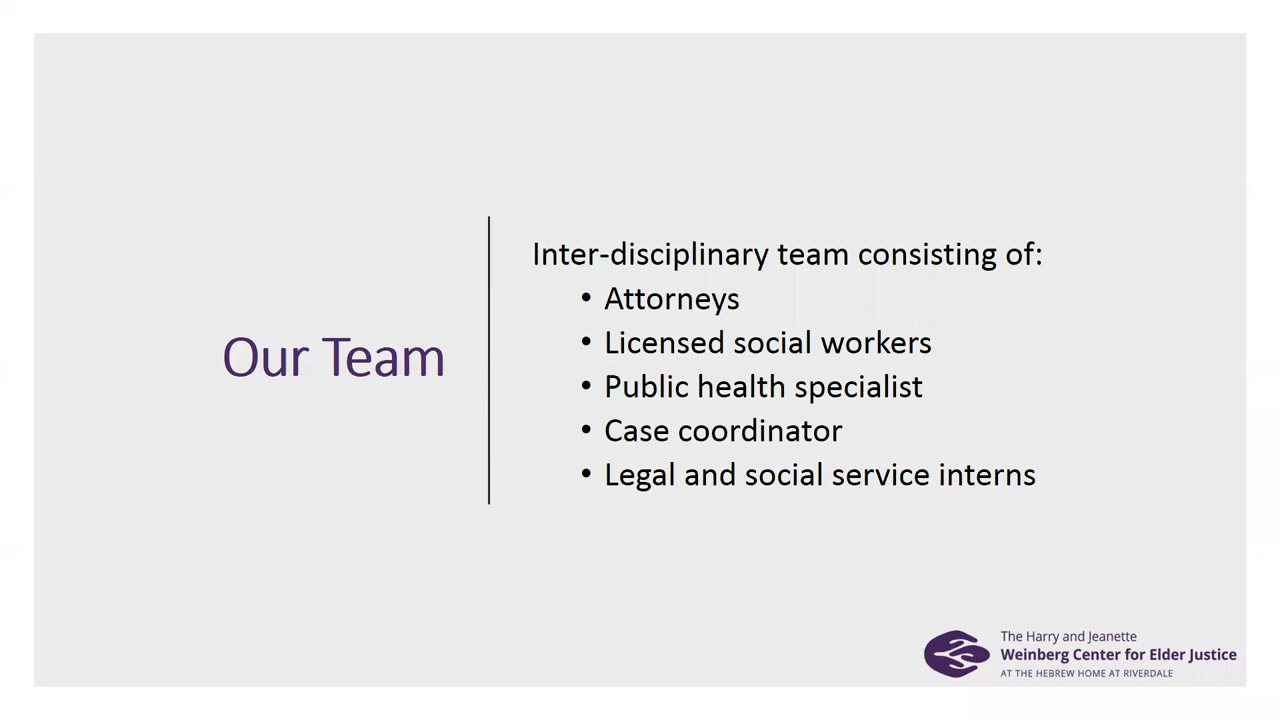 Our Team
Inter-disciplinary team consisting of:
• Attorneys
• Licensed social workers
• Public health specialist
• Case coordinator
• Legal and social service interns
The Harry and Jeanette
Weinberg Center for Elder Justice
AT THE HEBREW HOME AT RIVERDALE